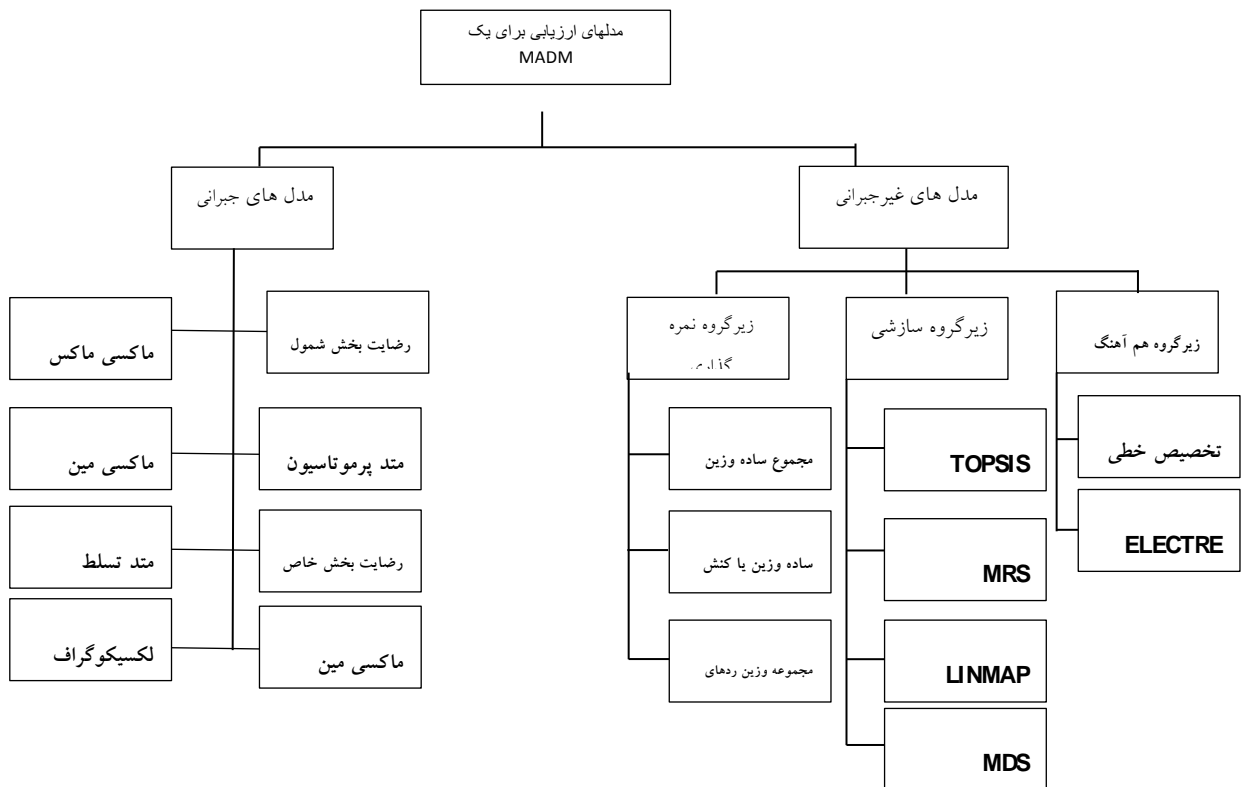 مدلهای ارزیابی برای یک
MADM
مدل های غیرجبرانی
مدل های جبرانی
زیرگروه هم آهنگ
زیرگروه سازشی
زیرگروه نمره
گذاری
رضایت بخش شمول
ماکسی ماکس
تخصیص خطی
TOPSIS
مجموع ساده وزین
متد پرموتاسیون
ماکسی مین
ELECTRE
MRS
ساده وزین یا کنش
رضایت بخش خاص
متد تسلط
LINMAP
مجموعه وزین ردهای
ماکسی مین
لکسیکوگراف
MDS